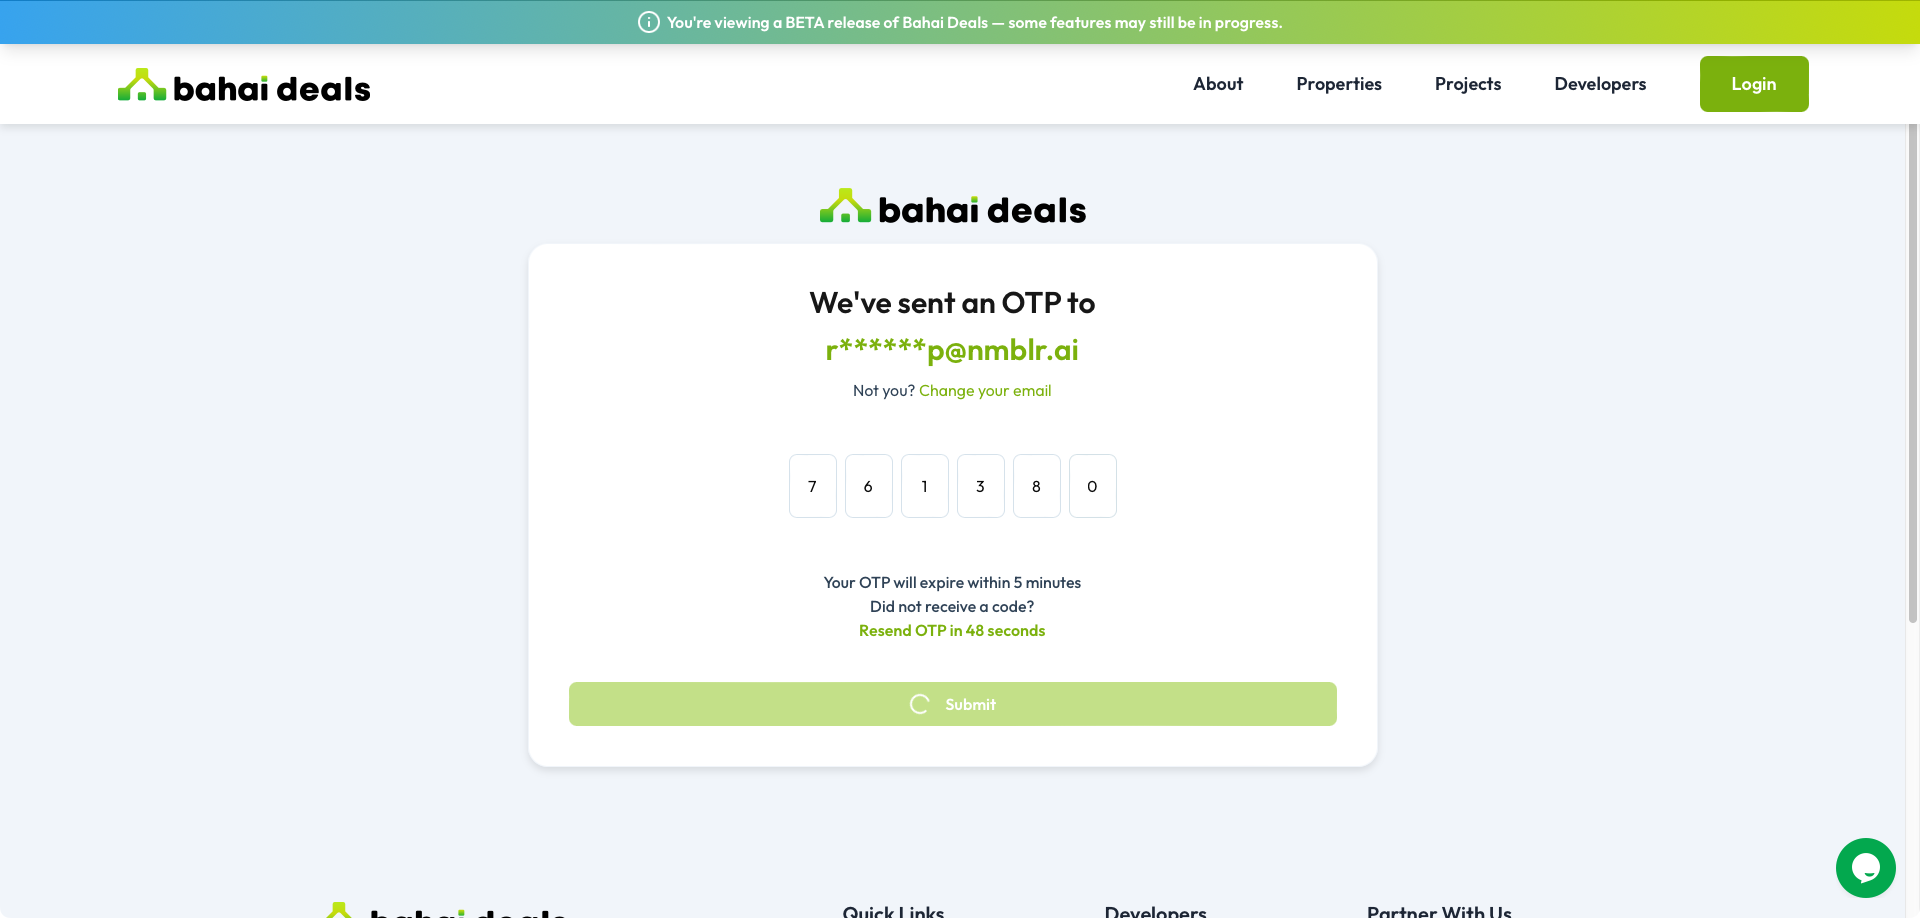 You're viewing a BETA release of Bahai Deals — some features may still be in progress.
bahai deals
About
Properties
Projects
Developers
Login
bahai deals
We've sent an OTP to
r******p@nmblr.ai
Not you? Change your email
7 6 1 3 8 0
Your OTP will expire within 5 minutes
Did not receive a code?
Resend OTP in 48 seconds
Submit
bahai deals
Quick Links
Developers
Partner With Us